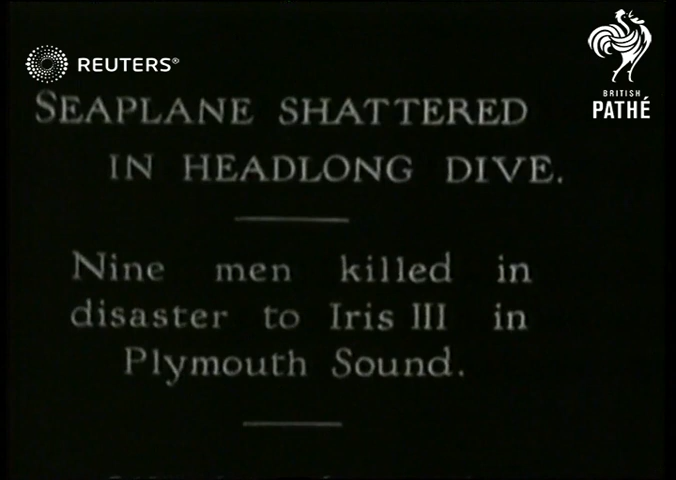 REUTERS®
BRITISH
PATHÉ
SEAPLANE SHATTERED
IN HEADLONG DIVE.
Nine men killed in
disaster to Iris III in
Plymouth Sound.